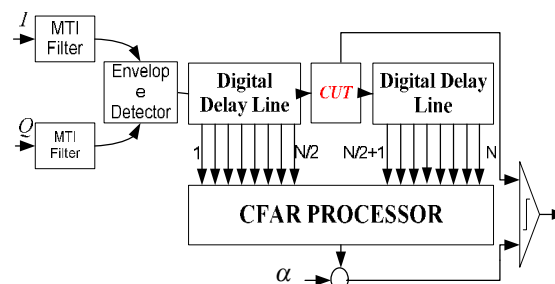 I
MTI
Filter
Q
MTI
Filter
Envelop
e
Detector
Digital
Delay Line
CUT
Digital Delay
Line
1
N/2
N/2+1
N
CFAR PROCESSOR
α